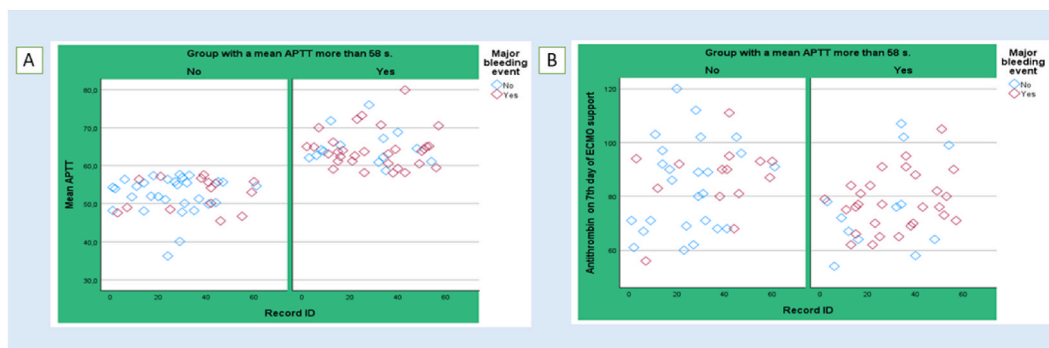 A
Group with a mean APTT more than 58 s.
No Yes
Major
bleeding
event
No
Yes
Mean APTT
80,0
70,0
60,0
50,0
40,0
30,0
0 20 40 60 0 20 40 60
Record ID
B
Group with a mean APTT more than 58 s.
No Yes
Major
bleeding
event
No
Yes
Antithrombin on 7th day of ECMO support
120
100
80
60
0 20 40 60 0 20 40 60
Record ID